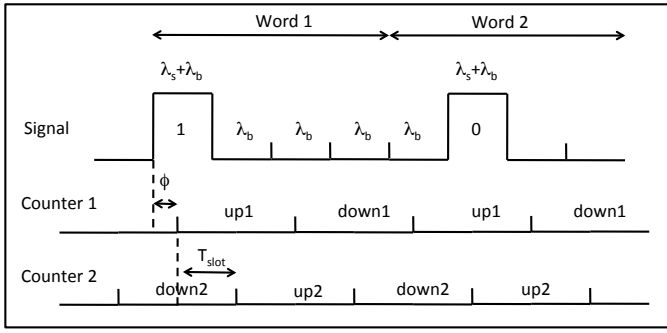 Word 1 Word 2
λs+λb λs+λb
Signal 1 λb λb λb λb 0
ϕ
Counter 1 up1 down1 up1 down1
Tslot
Counter 2 down2 up2 down2 up2